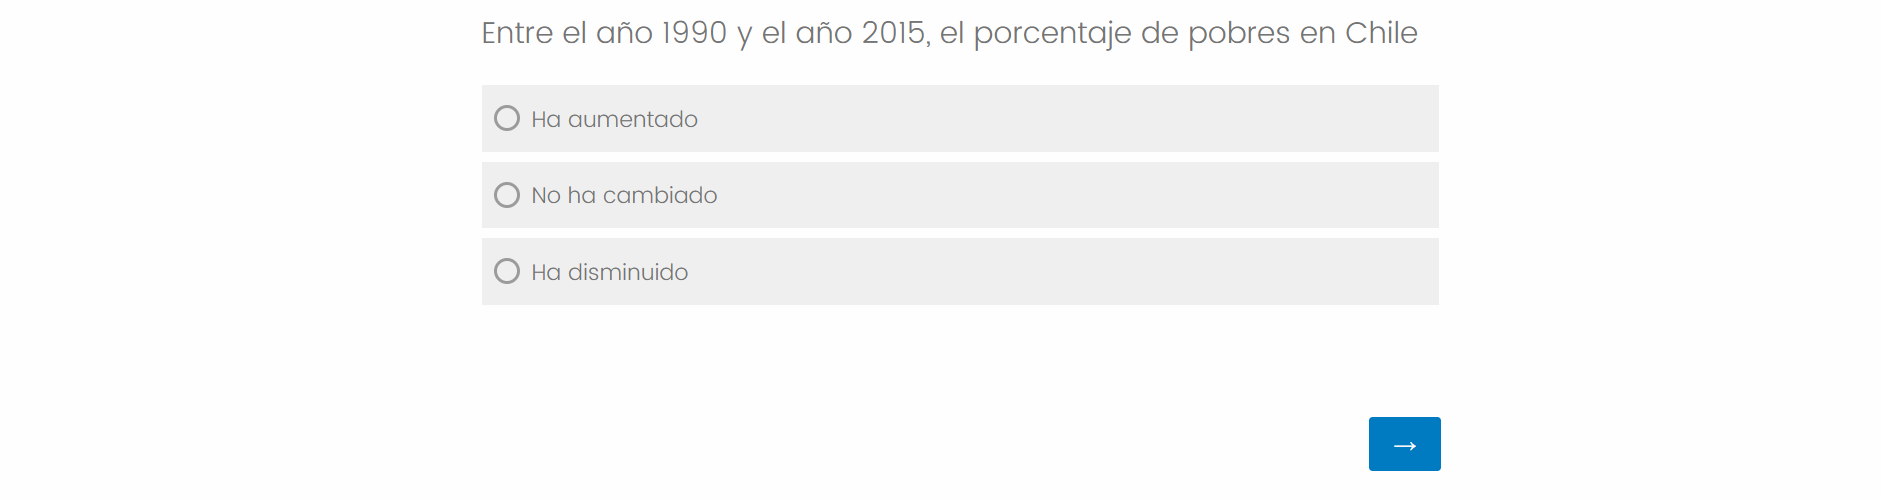 Entre el año 1990 y el año 2015, el porcentaje de pobres en Chile
Ha aumentado
No ha cambiado
Ha disminuido
→